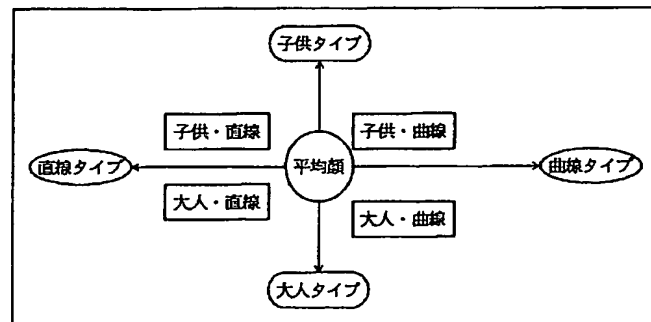 子供タイプ
子供・直線
子供・曲線
直線タイプ
平均顔
曲線タイプ
大人・直線
大人・曲線
大人タイプ